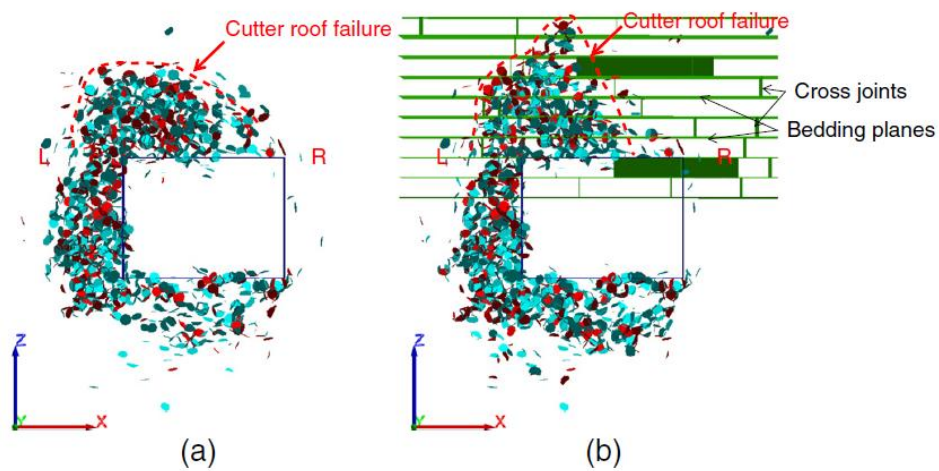 Cutter roof failure
L
R
Z
Y
X
(a)
Cutter roof failure
Cross joints
Bedding planes
L
R
Z
Y
X
(b)